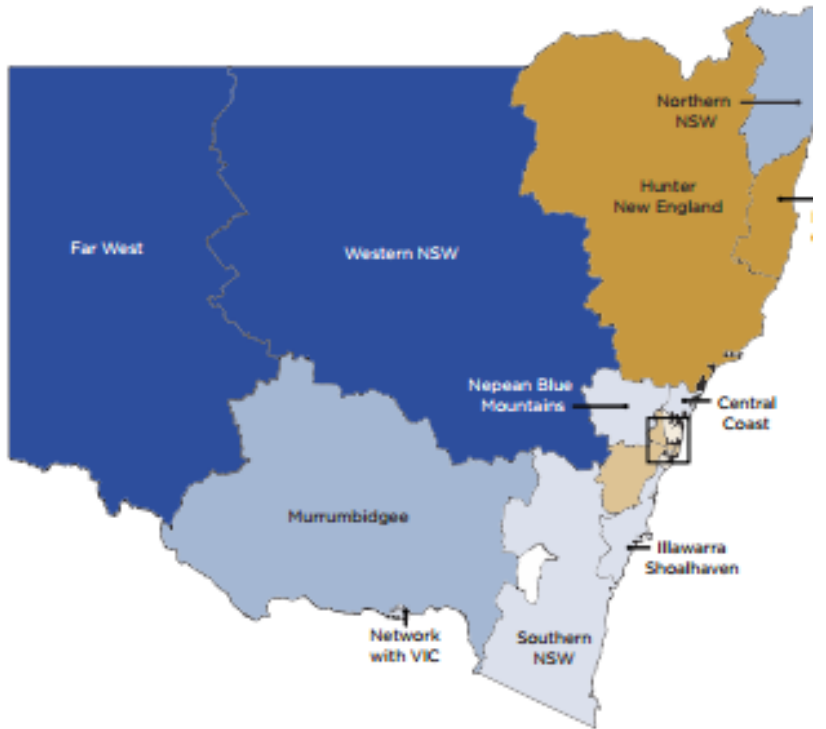 Northern
NSW
Hunter
New England
Far West
Western NSW
Nepean Blue
Mountains
Central
Coast
Murrumbidgee
Illawarra
Shoalhaven
Network
with VIC
Southern
NSW